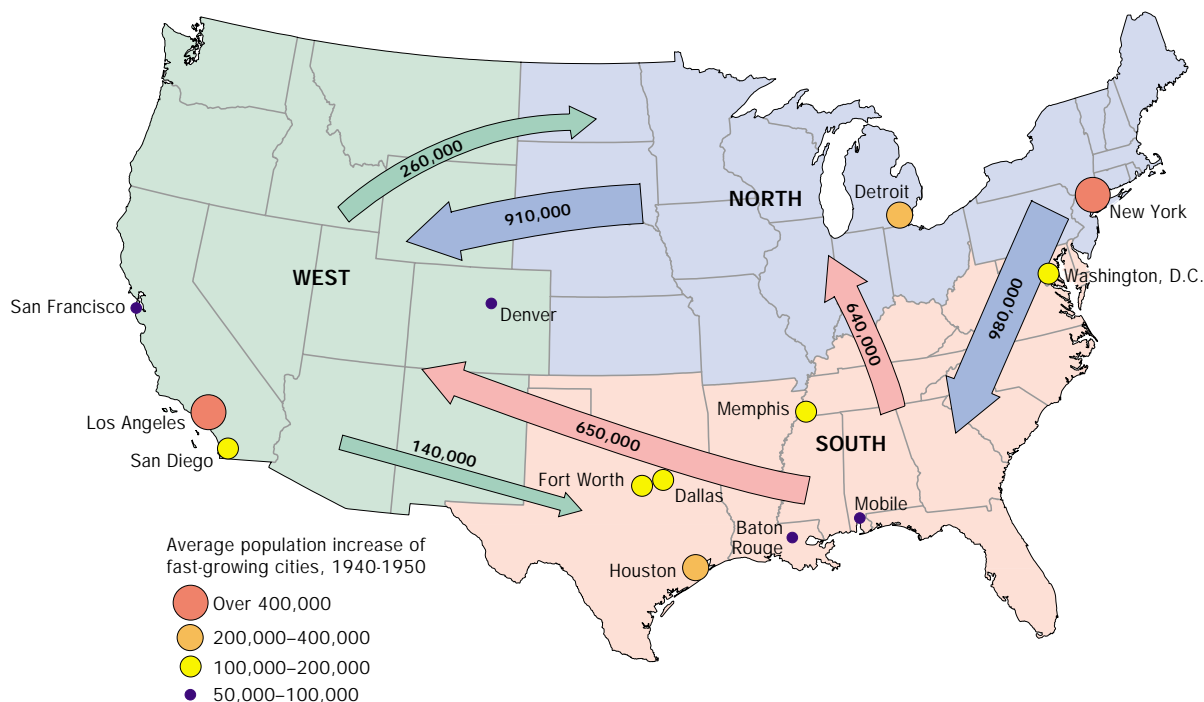 260,000
910,000
NORTH
Detroit
New York
WEST
Washington, D.C.
980,000
San Francisco
Denver
640,000
Memphis
Los Angeles
650,000
SOUTH
San Diego
140,000
Fort Worth
Dallas
Mobile
Baton
Rouge
Houston
Average population increase of
fast-growing cities, 1940-1950
Over 400,000
200,000–400,000
100,000–200,000
50,000–100,000